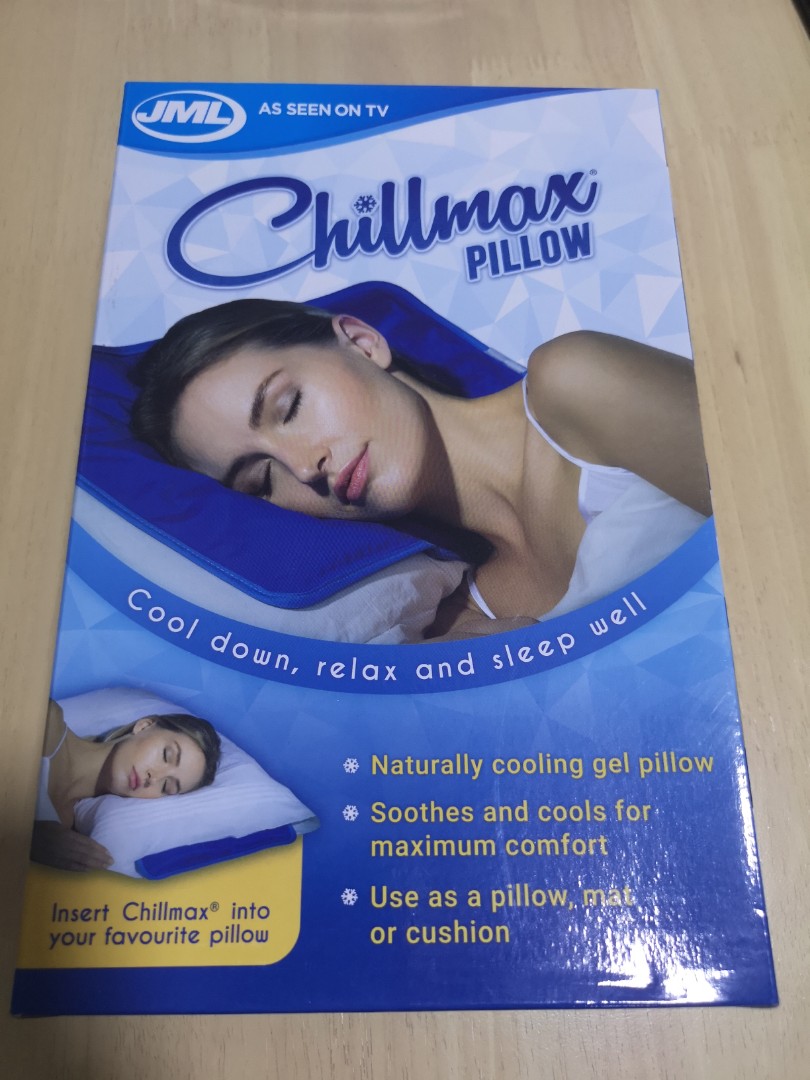 JML
AS SEEN ON TV
Chillmax®
PILLOW
Cool down, relax and sleep well
Naturally cooling gel pillow
Soothes and cools for
maximum comfort
Use as a pillow, mat
or cushion
Insert Chillmax® into
your favourite pillow